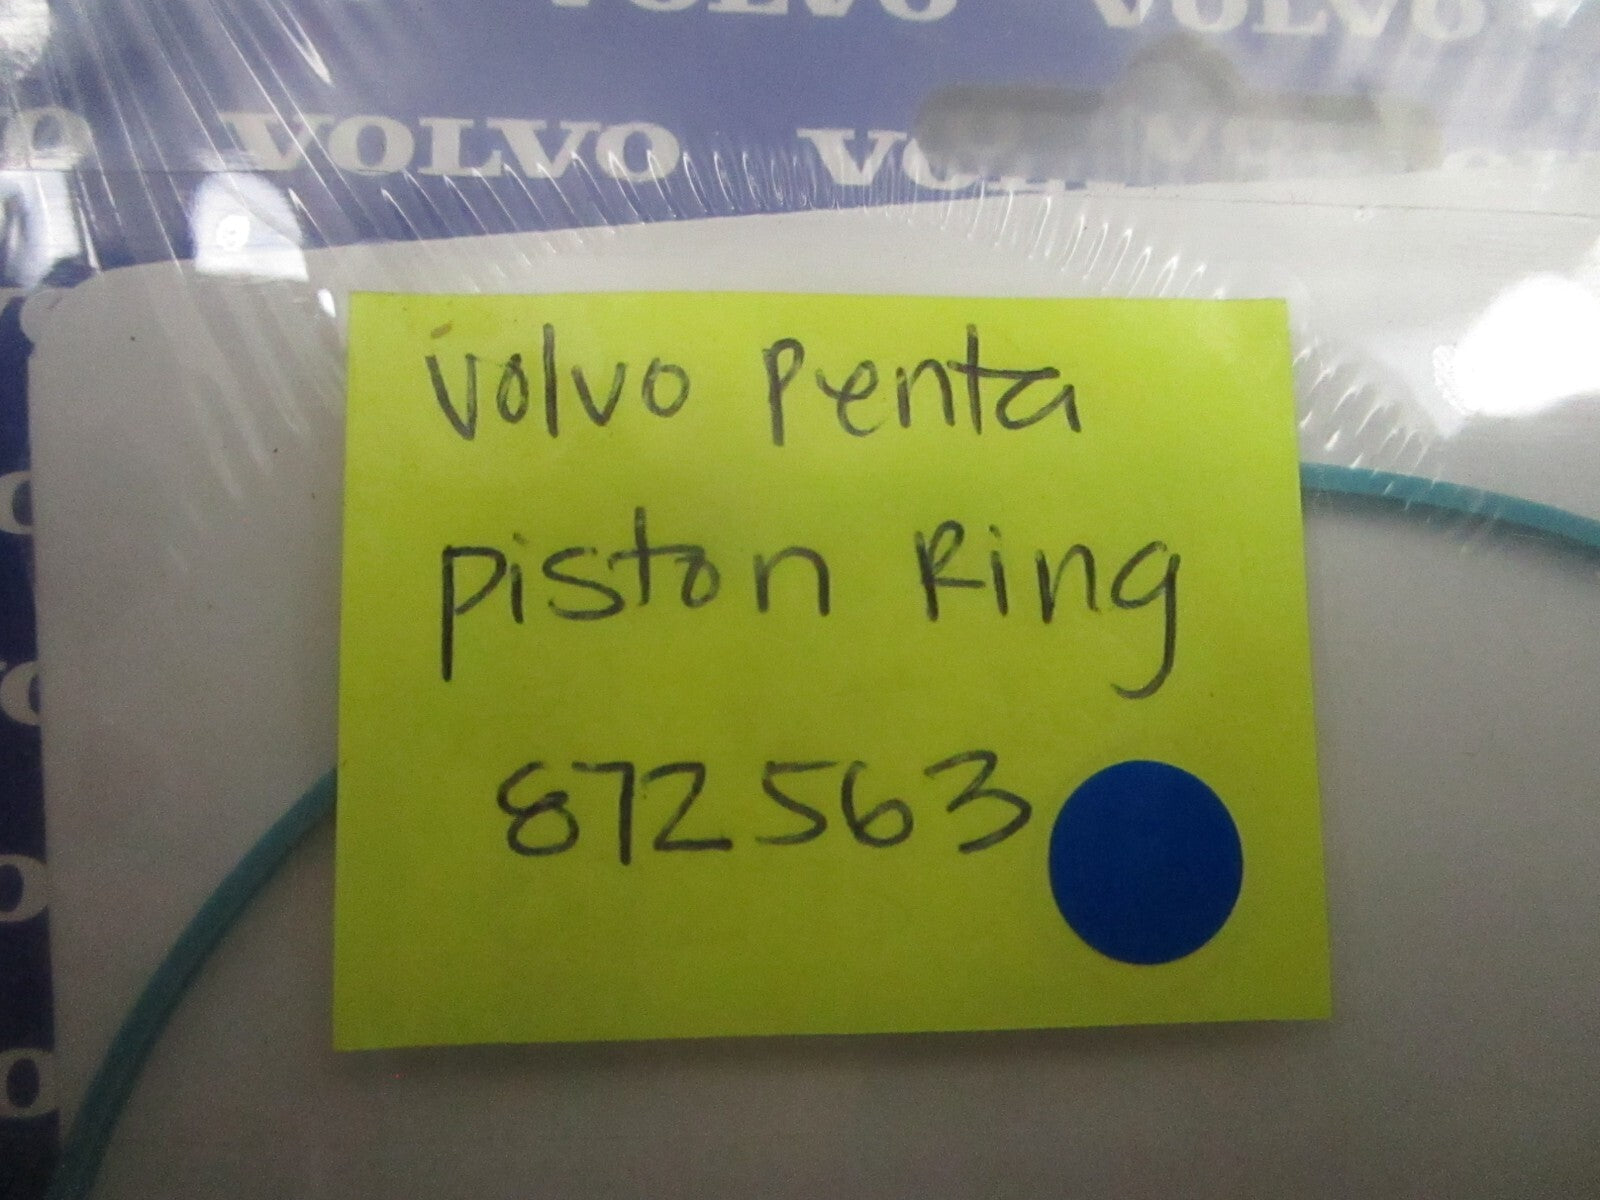 VOLVO VOLVO
VOLVO
Volvo Penta
piston Ring
872563